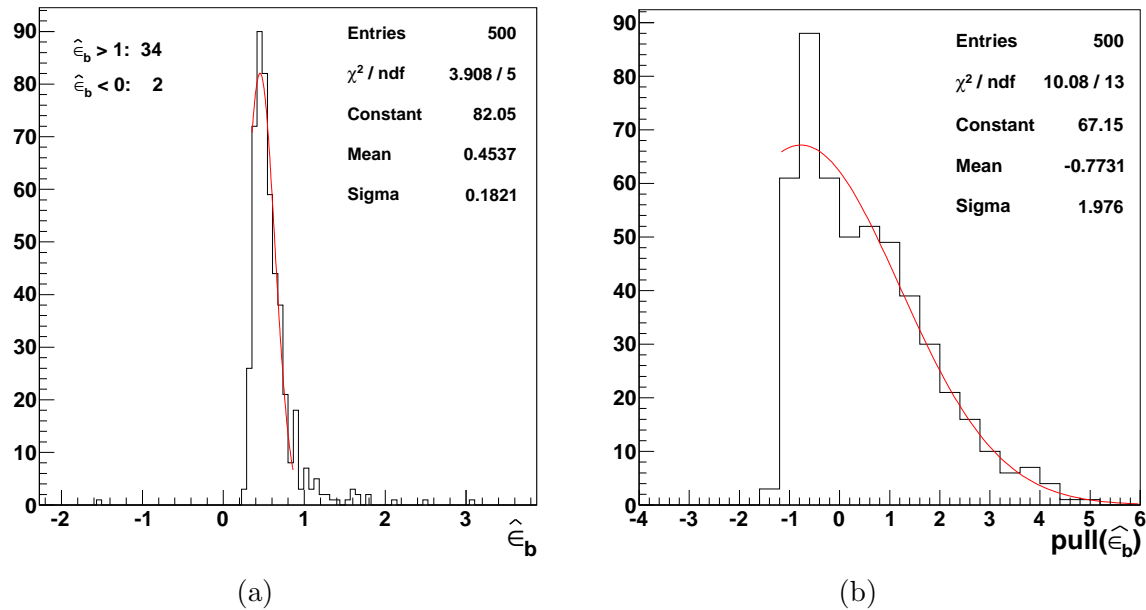 ε̂_b > 1: 34
ε̂_b < 0: 2
Entries 500
χ² / ndf 3.908 / 5
Constant 82.05
Mean 0.4537
Sigma 0.1821
90
80
70
60
50
40
30
20
10
0
-2 -1 0 1 2 3
ε̂_b
(a)
Entries 500
χ² / ndf 10.08 / 13
Constant 67.15
Mean -0.7731
Sigma 1.976
90
80
70
60
50
40
30
20
10
0
-4 -3 -2 -1 0 1 2 3 4 5 6
pull(ε̂_b)
(b)